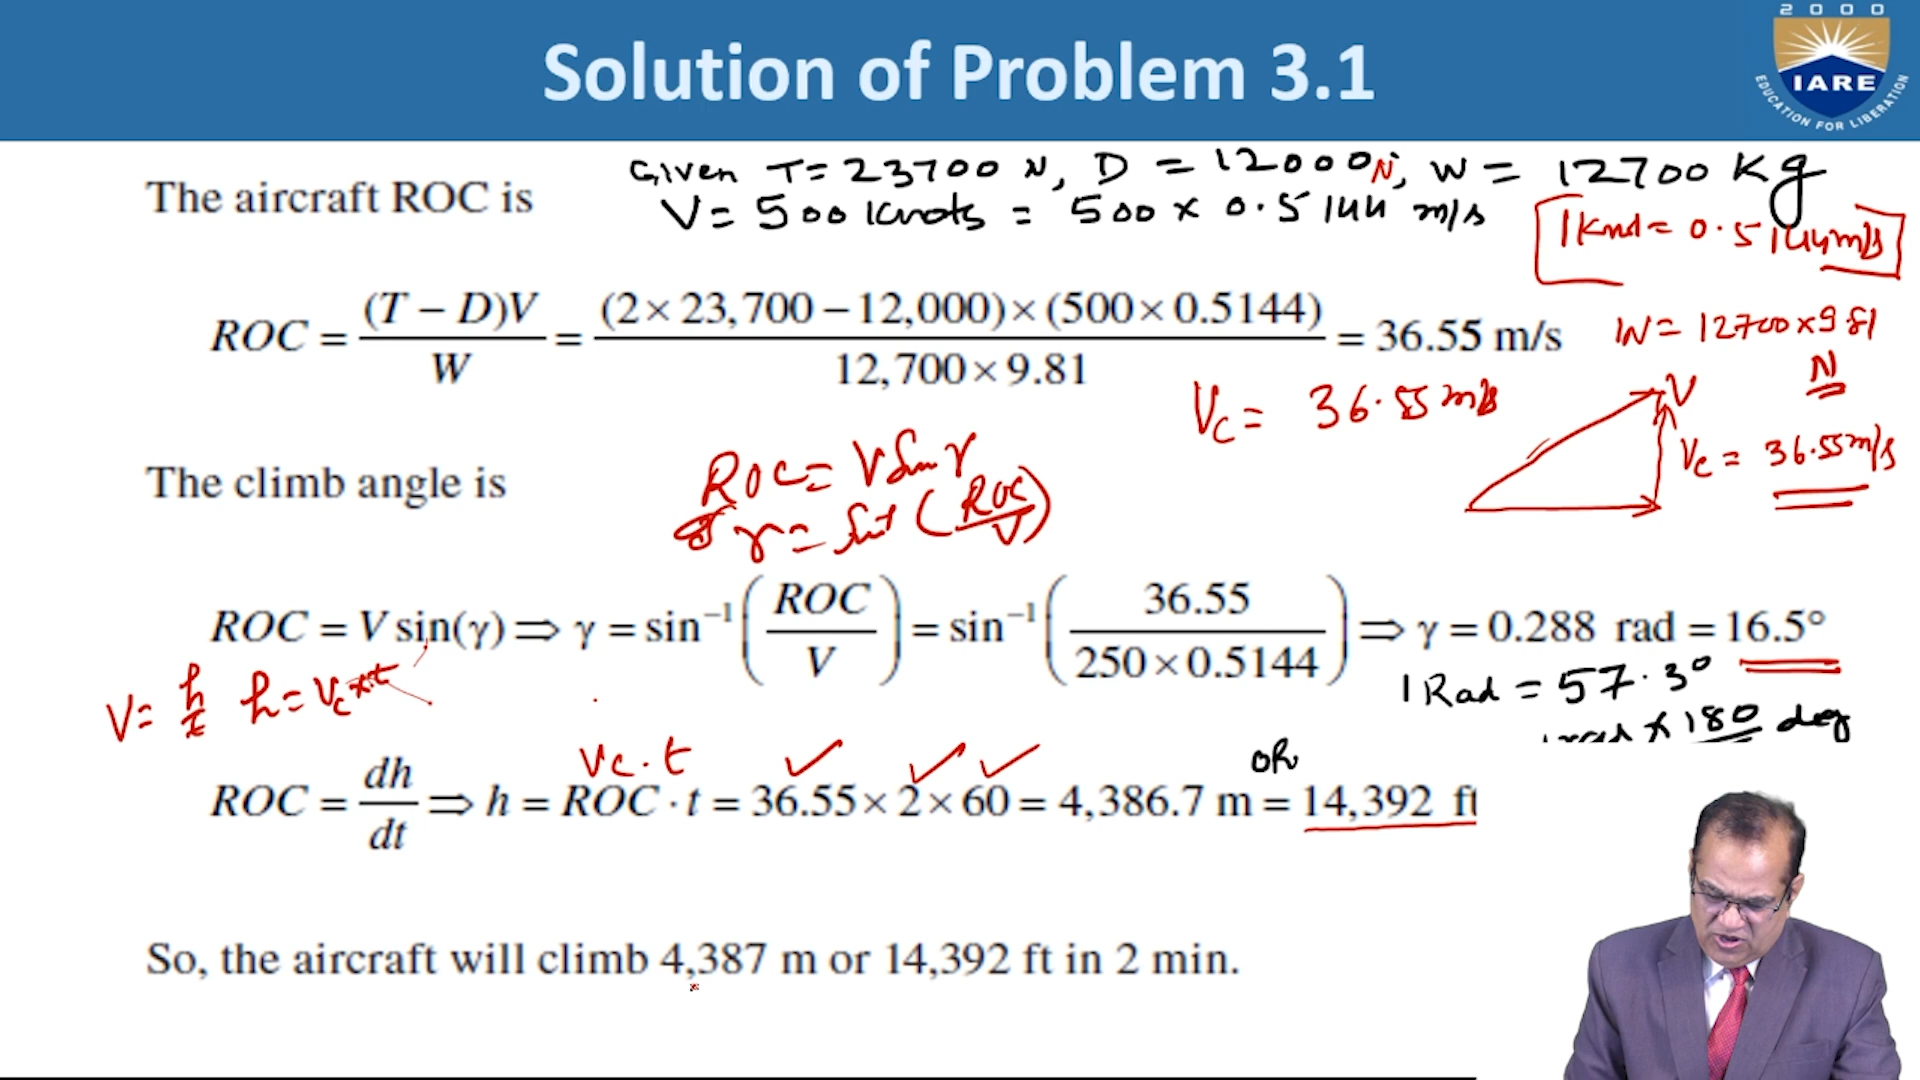 2000
Solution of Problem 3.1
IARE
EDUCATION FOR LIBERATION
Given T= 23700 N, D = 12000N, W = 12700 Kg
The aircraft ROC is
V= 500 Knots = 500 x 0.5144 m/s
1 Knot = 0.5144 m/s
ROC = (T − D)V / W = (2 × 23,700 − 12,000) × (500 × 0.5144) / 12,700 × 9.81 = 36.55 m/s
W= 12700x9.81
N
Vc = 36.55 m/s
V
Vc = 36.55 m/s
ROC= V Sin γ
The climb angle is
γ = Sin⁻¹ (ROC/V)
ROC = V sin(γ) ⇒ γ = sin⁻¹ (ROC / V) = sin⁻¹ (36.55 / 250 × 0.5144) ⇒ γ = 0.288 rad = 16.5°
V= h/t h= Vc x t
1 Rad = 57.3°
x 180 deg
Vc . t
or
ROC = dh/dt ⇒ h = ROC · t = 36.55 × 2 × 60 = 4,386.7 m = 14,392 ft
So, the aircraft will climb 4,387 m or 14,392 ft in 2 min.